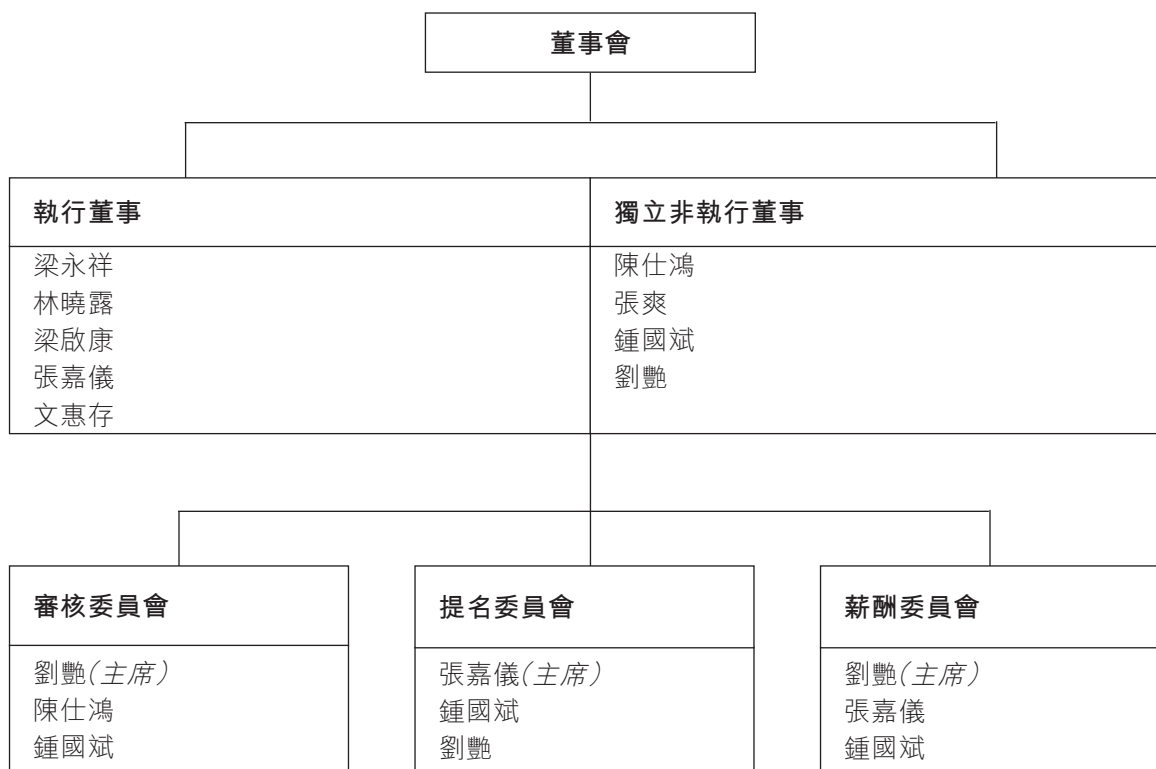 董事會
執行董事
梁永祥
林曉露
梁啟康
張嘉儀
文惠存
獨立非執行董事
陳仕鴻
張爽
鍾國斌
劉艷
審核委員會
劉艷(主席)
陳仕鴻
鍾國斌
提名委員會
張嘉儀(主席)
鍾國斌
劉艷
薪酬委員會
劉艷(主席)
張嘉儀
鍾國斌